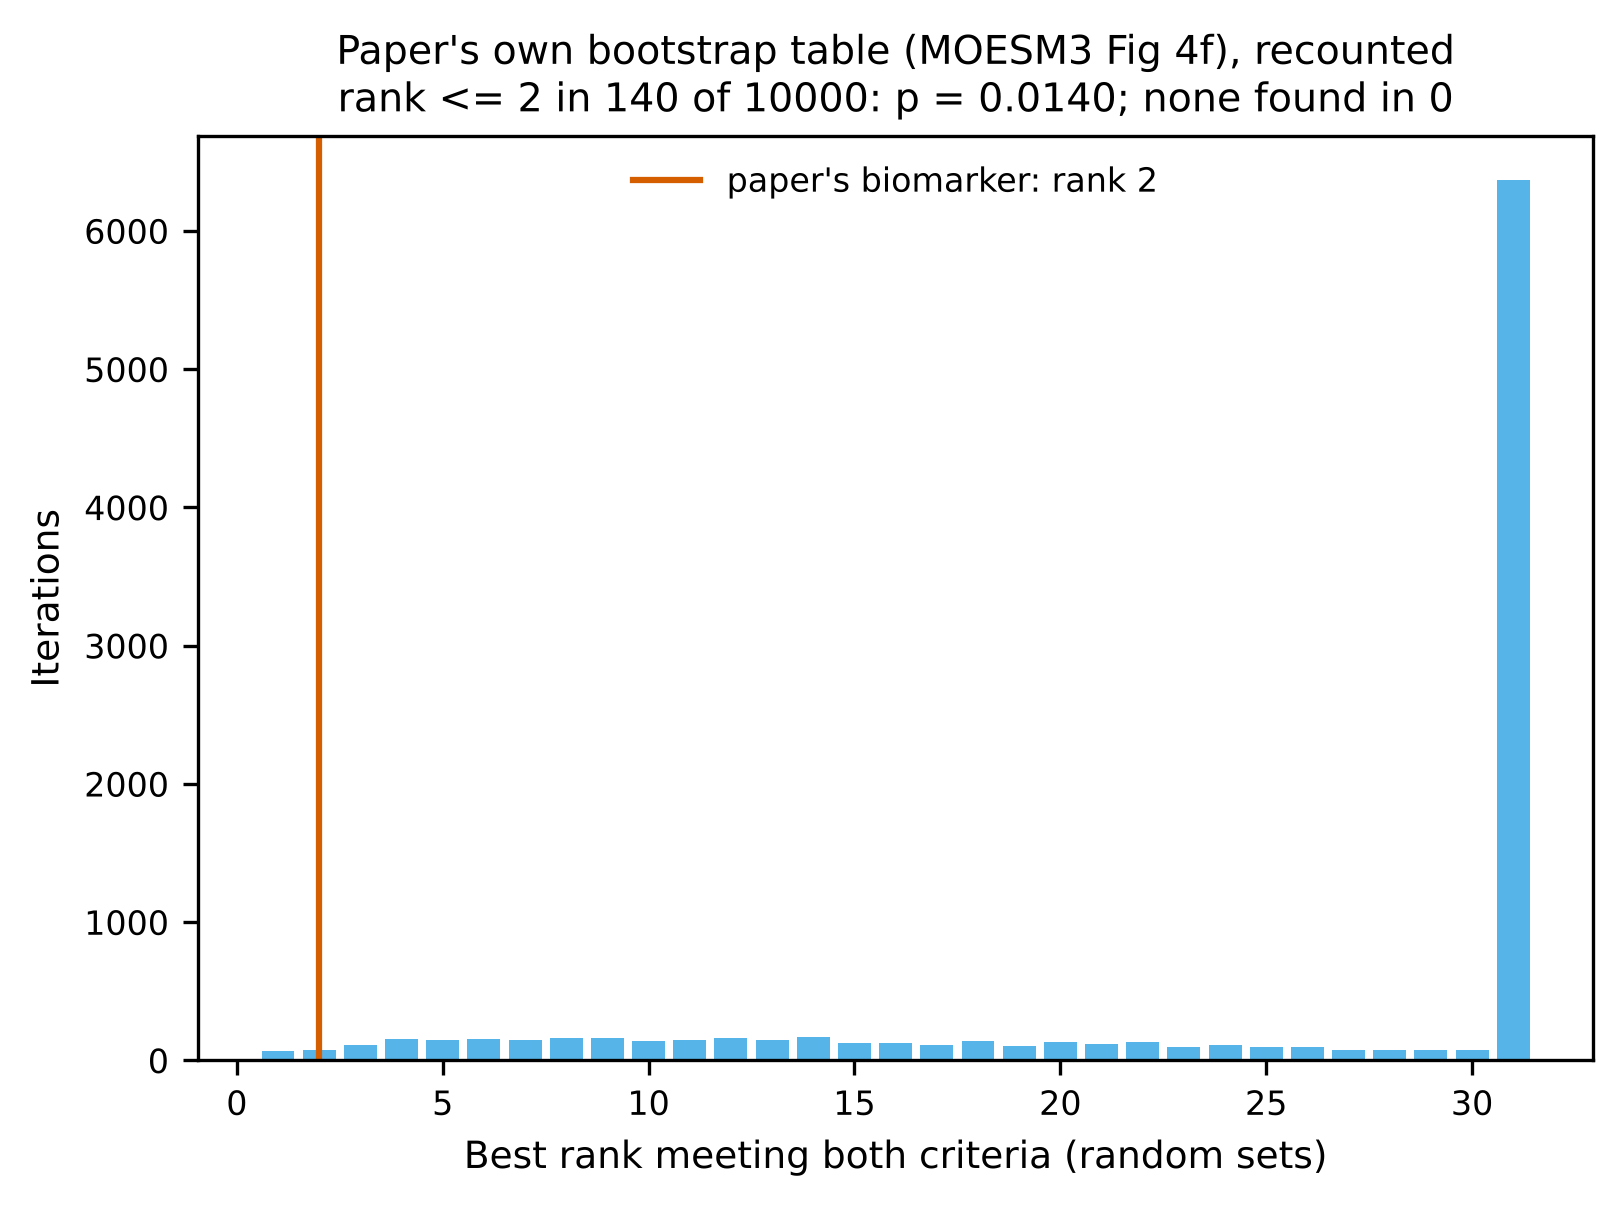 Paper's own bootstrap table (MOESM3 Fig 4f), recounted
rank <= 2 in 140 of 10000: p = 0.0140; none found in 0
paper's biomarker: rank 2
6000
5000
4000
3000
2000
1000
0
Iterations
0 5 10 15 20 25 30
Best rank meeting both criteria (random sets)